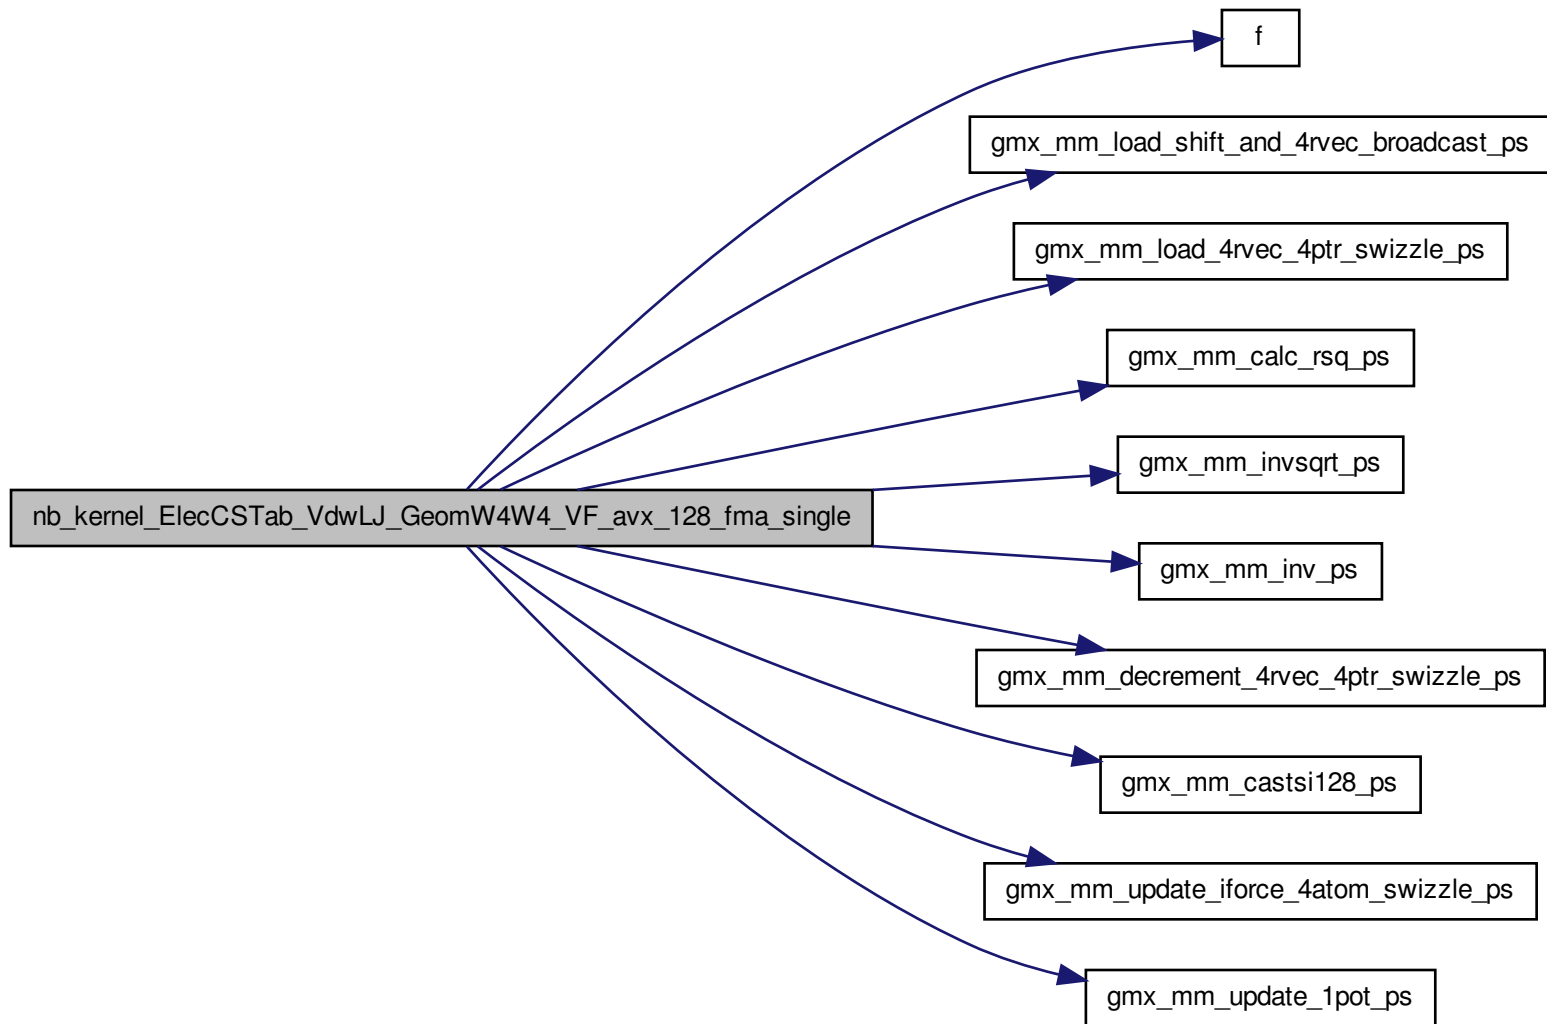 f
gmx_mm_load_shift_and_4rvec_broadcast_ps
gmx_mm_load_4rvec_4ptr_swizzle_ps
gmx_mm_calc_rsq_ps
gmx_mm_invsqrt_ps
nb_kernel_ElecCSTab_VdwLJ_GeomW4W4_VF_avx_128_fma_single
gmx_mm_inv_ps
gmx_mm_decrement_4rvec_4ptr_swizzle_ps
gmx_mm_castsi128_ps
gmx_mm_update_iforce_4atom_swizzle_ps
gmx_mm_update_1pot_ps